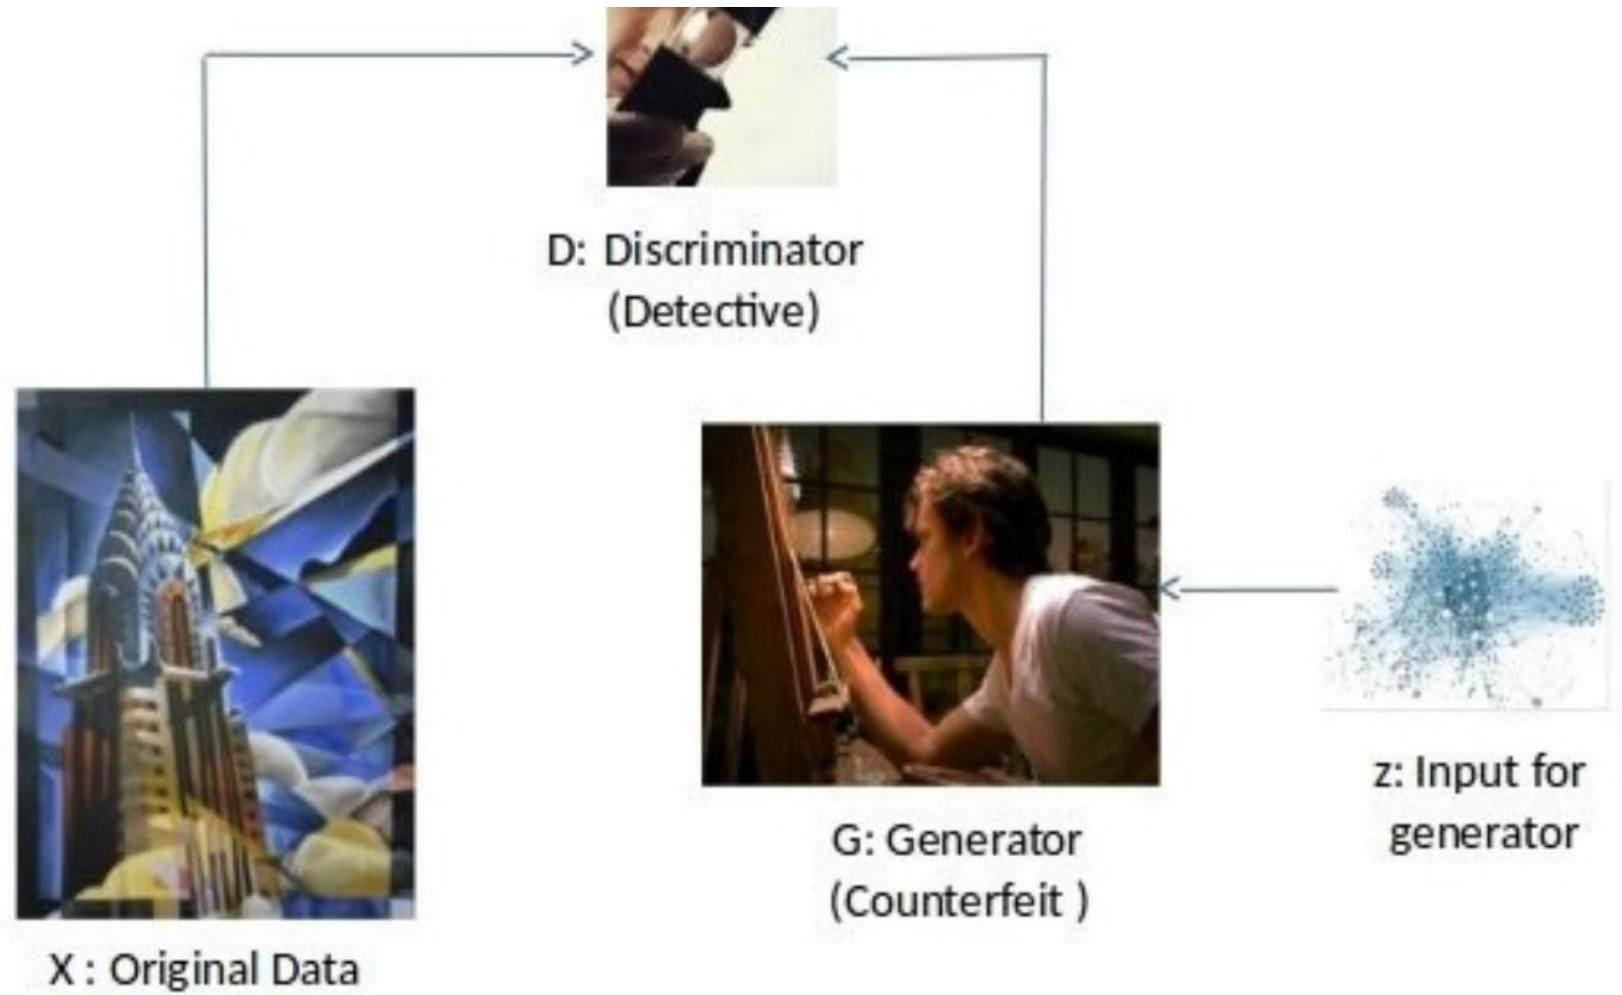 D: Discriminator
(Detective)
G: Generator
(Counterfeit )
z: Input for
generator
X : Original Data